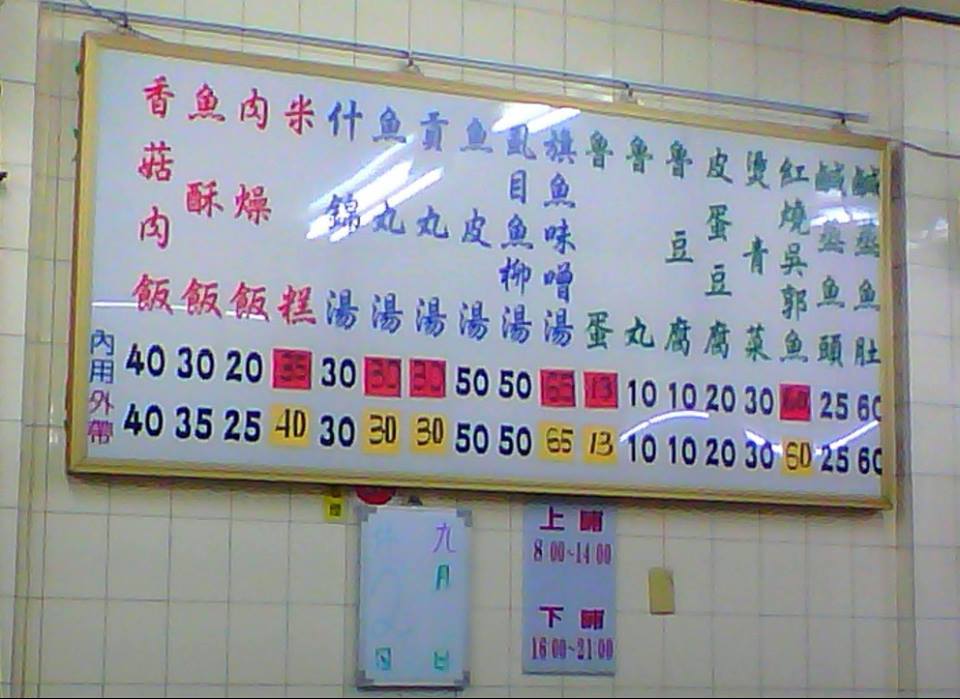 香菇肉飯
魚酥飯
肉燥飯
米糕
什錦湯
魚丸湯
貢丸湯
魚皮湯
虱目魚柳湯
旗魚味噌湯
魯蛋
魯丸
魯豆腐
皮蛋豆腐
燙青菜
紅燒吳郭魚
鹹蒸魚頭
鹹蒸魚肚
內用 40 30 20 35 30 30 30 50 50 65 13 10 10 20 30 60 25 60
外帶 40 35 25 40 30 30 30 50 50 65 13 10 10 20 30 60 25 60
九月
日
上晡
8:00~14:00
下晡
16:00~21:00